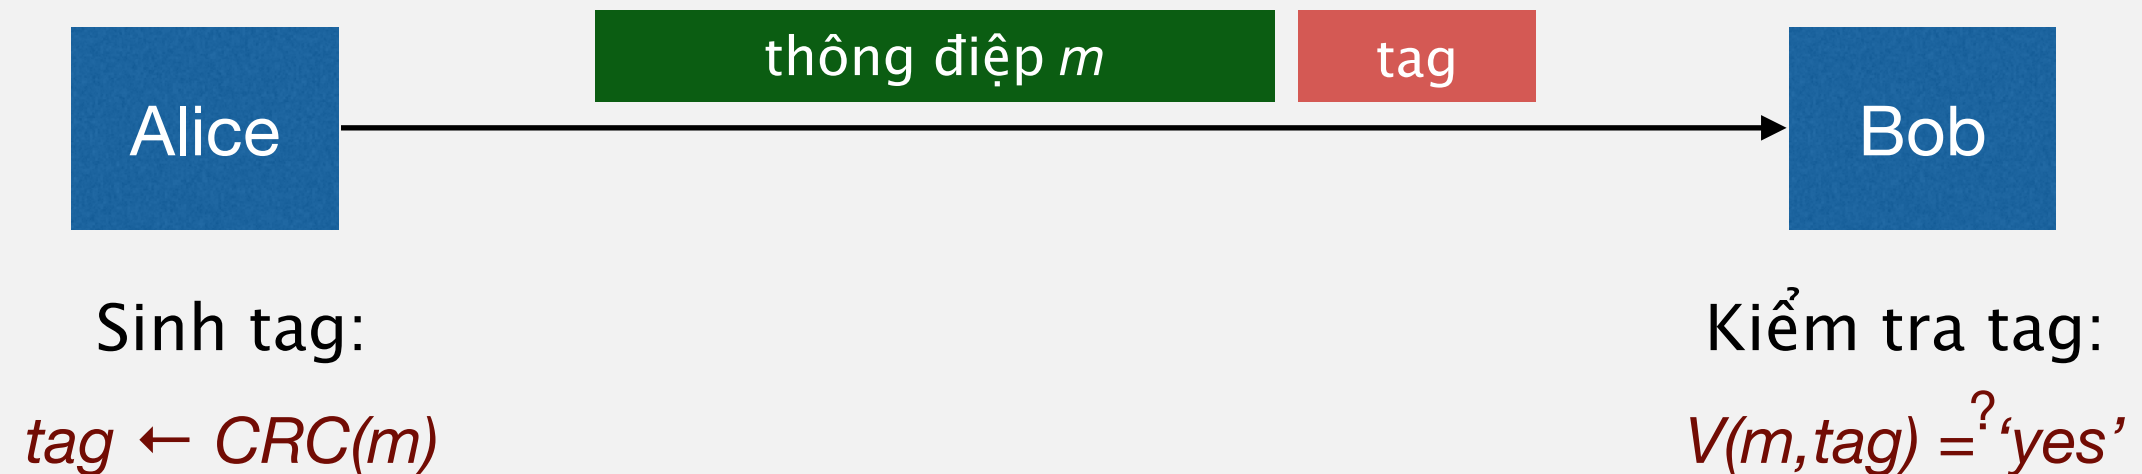 thông điệp m
tag
Alice
Bob
Sinh tag:
Kiểm tra tag:
tag ← CRC(m)
V(m,tag) =? ‘yes’